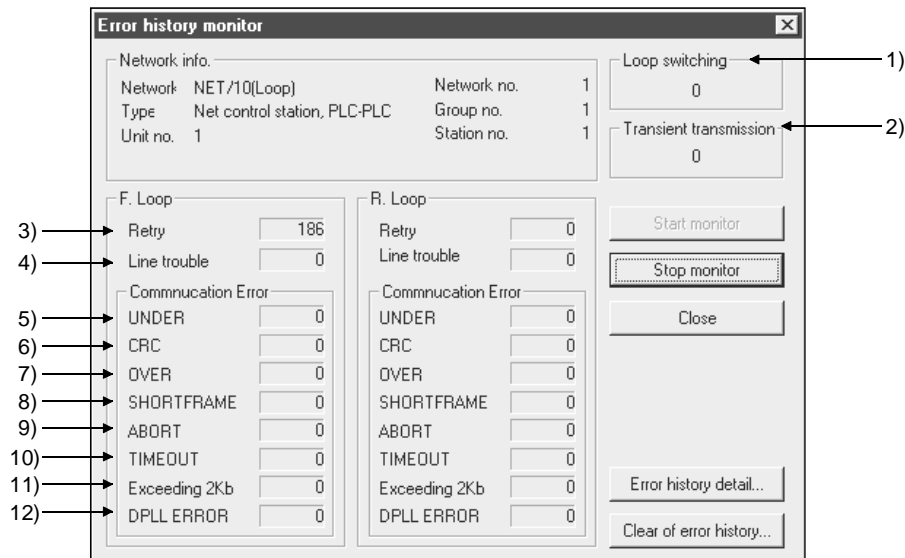 Error history monitor
Network info.
Network NET/10(Loop)
Type Net control station, PLC-PLC
Unit no. 1
Network no. 1
Group no. 1
Station no. 1
Loop switching
0
1)
Transient transmission
0
2)
F. Loop
3) Retry 186
4) Line trouble 0
Commnucation Error
5) UNDER 0
6) CRC 0
7) OVER 0
8) SHORTFRAME 0
9) ABORT 0
10) TIMEOUT 0
11) Exceeding 2Kb 0
12) DPLL ERROR 0
R. Loop
Retry 0
Line trouble 0
Commnucation Error
UNDER 0
CRC 0
OVER 0
SHORTFRAME 0
ABORT 0
TIMEOUT 0
Exceeding 2Kb 0
DPLL ERROR 0
Start monitor
Stop monitor
Close
Error history detail...
Clear of error history...